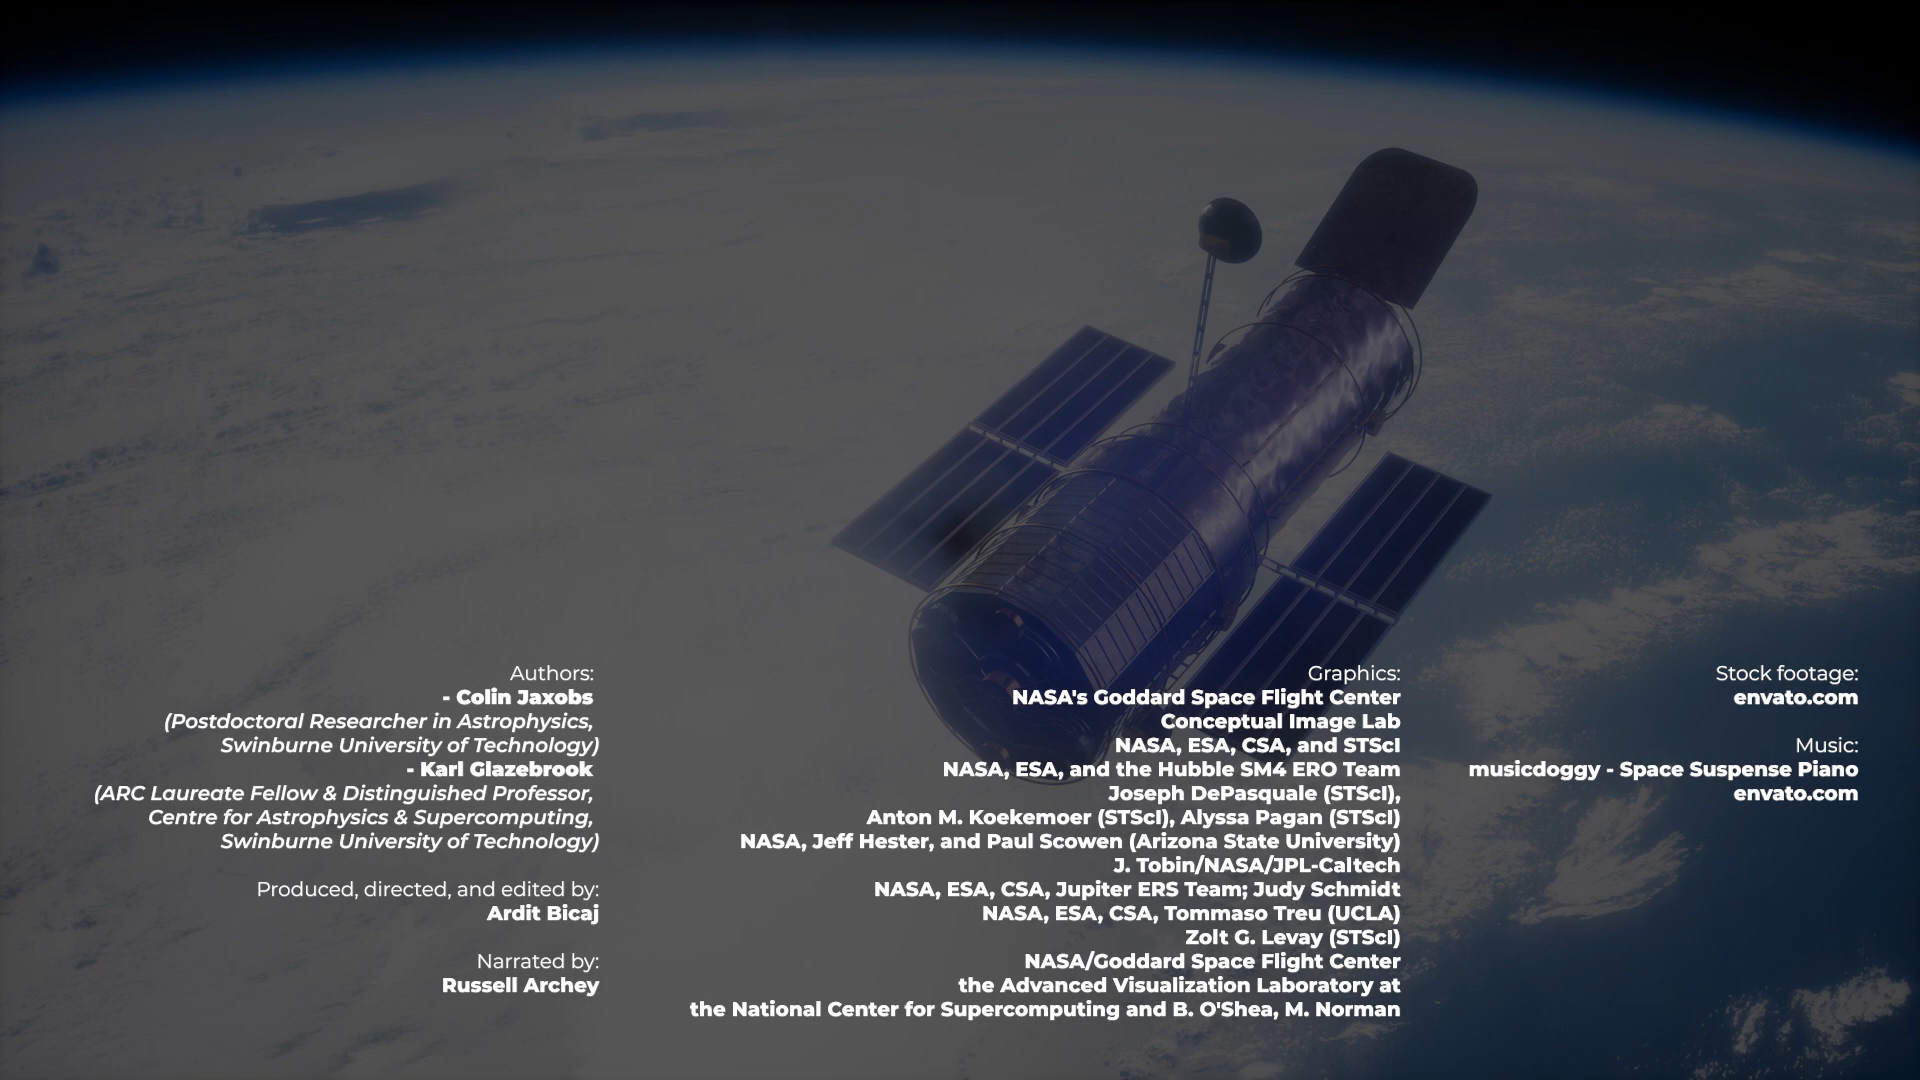 Authors:
- Colin Jaxobs
(Postdoctoral Researcher in Astrophysics,
Swinburne University of Technology)
- Karl Glazebrook
(ARC Laureate Fellow & Distinguished Professor,
Centre for Astrophysics & Supercomputing,
Swinburne University of Technology)
Produced, directed, and edited by:
Ardit Bicaj
Narrated by:
Russell Archey
Graphics:
NASA's Goddard Space Flight Center
Conceptual Image Lab
NASA, ESA, CSA, and STScI
NASA, ESA, and the Hubble SM4 ERO Team
Joseph DePasquale (STScI),
Anton M. Koekemoer (STScI), Alyssa Pagan (STScI)
NASA, Jeff Hester, and Paul Scowen (Arizona State University)
J. Tobin/NASA/JPL-Caltech
NASA, ESA, CSA, Jupiter ERS Team; Judy Schmidt
NASA, ESA, CSA, Tommaso Treu (UCLA)
Zolt G. Levay (STScI)
NASA/Goddard Space Flight Center
the Advanced Visualization Laboratory at
the National Center for Supercomputing and B. O'Shea, M. Norman
Stock footage:
envato.com
Music:
musicdoggy - Space Suspense Piano
envato.com